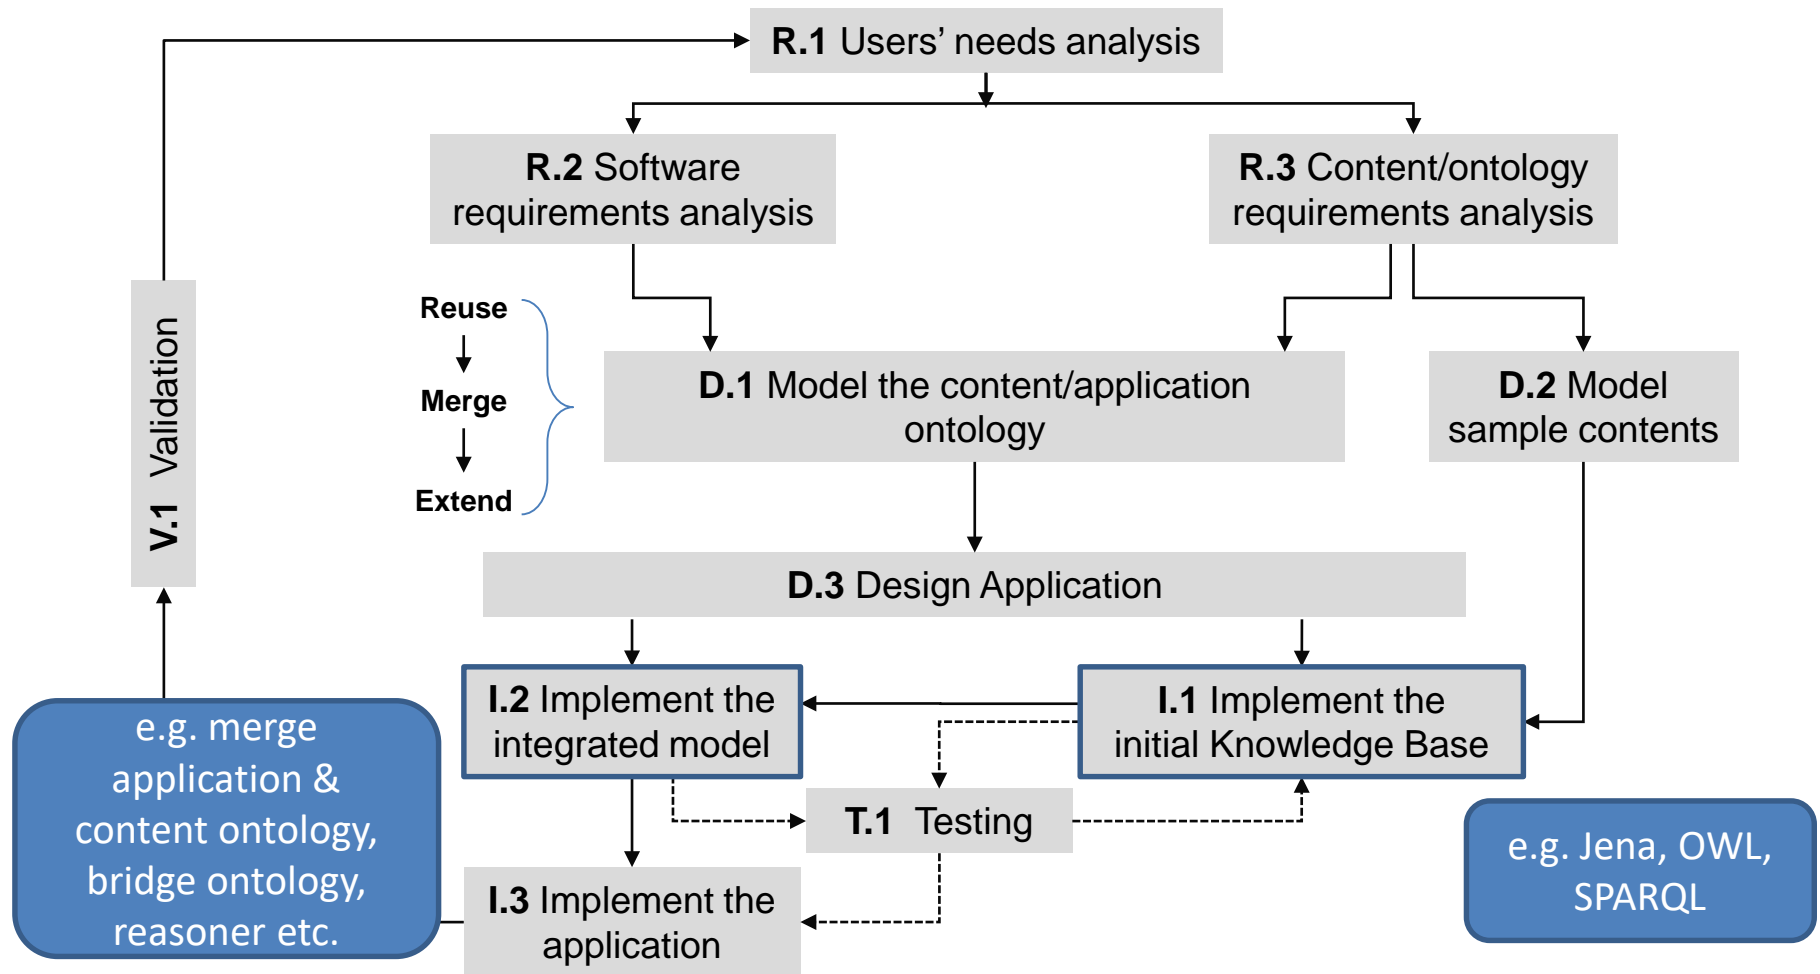 R.1 Users’ needs analysis
R.2 Software
requirements analysis
R.3 Content/ontology
requirements analysis
Reuse
Merge
Extend
V.1 Validation
D.1 Model the content/application
ontology
D.2 Model
sample contents
D.3 Design Application
I.2 Implement the
integrated model
I.1 Implement the
initial Knowledge Base
e.g. merge
application &
content ontology,
bridge ontology,
reasoner etc.
T.1 Testing
e.g. Jena, OWL,
SPARQL
I.3 Implement the
application